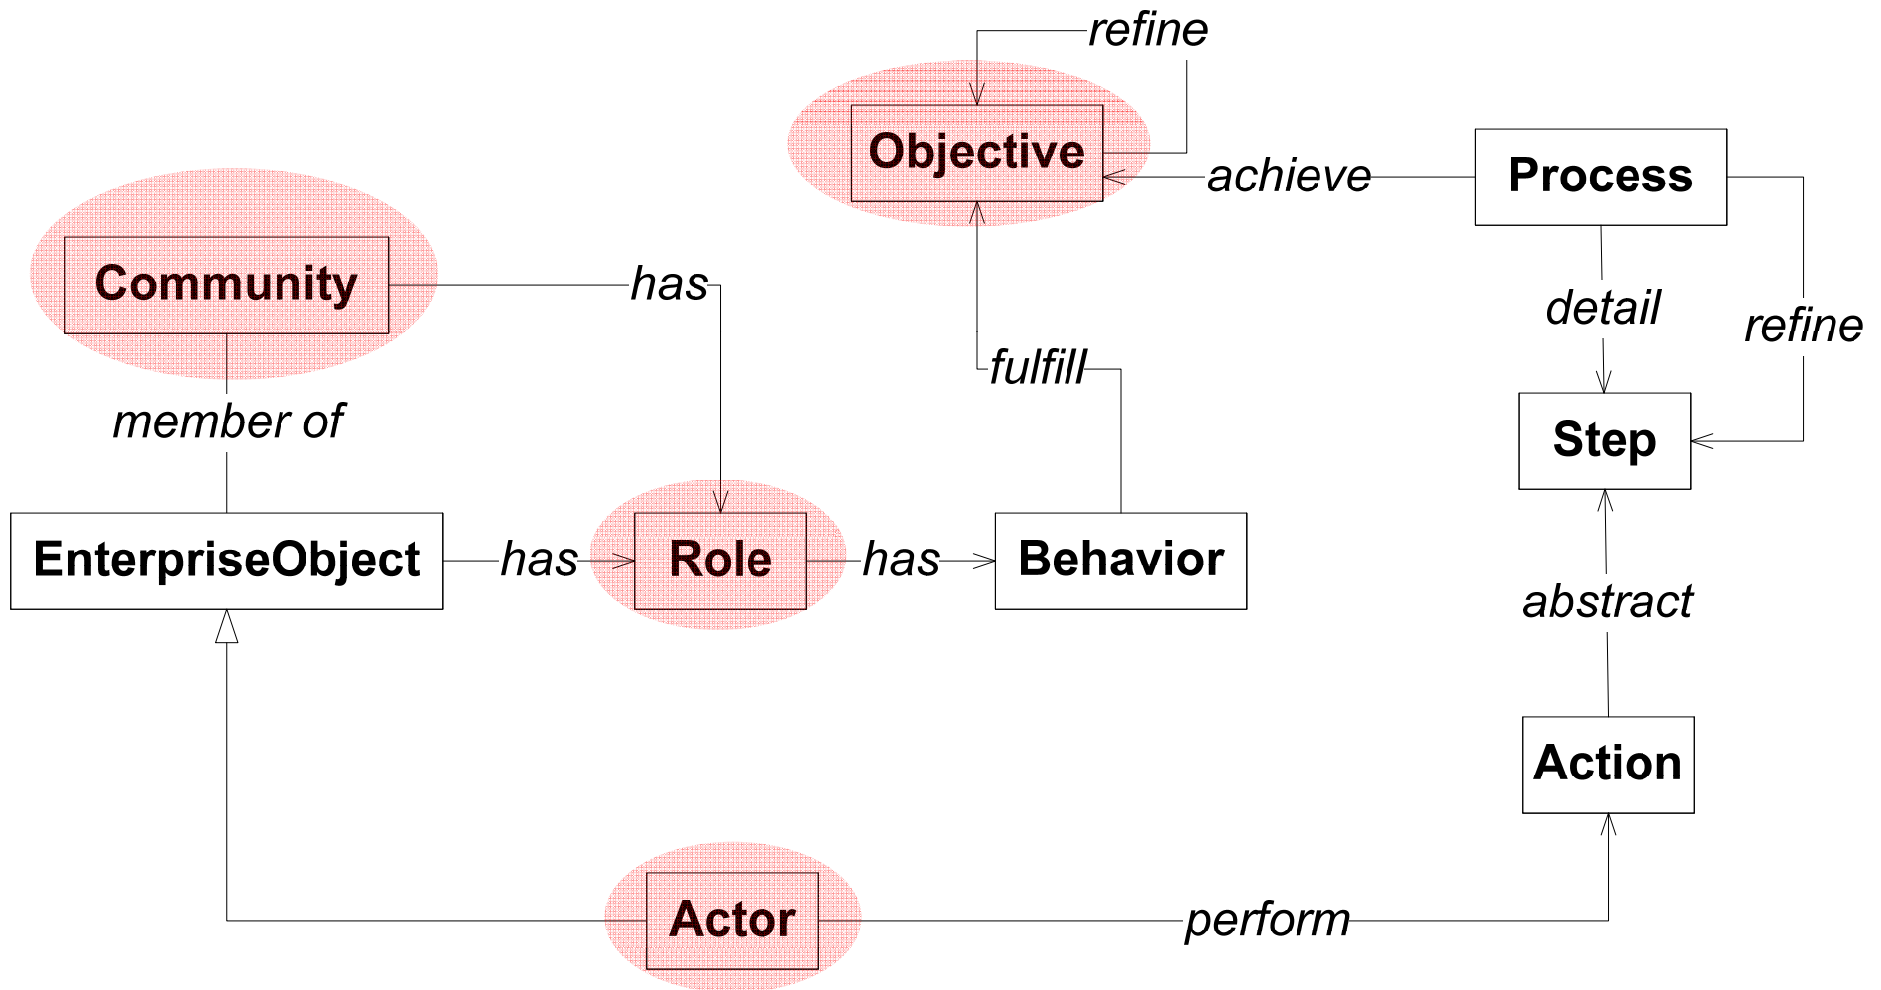 refine
Objective
achieve
Process
Community
has
detail
refine
fulfill
member of
Step
EnterpriseObject
has
Role
has
Behavior
abstract
Action
Actor
perform